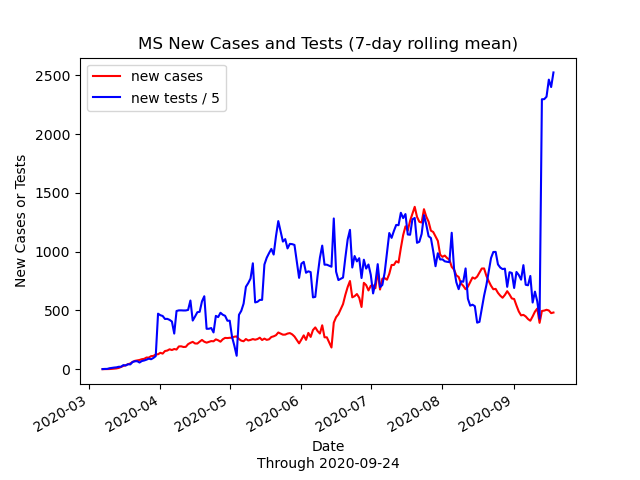 MS New Cases and Tests (7-day rolling mean)
new cases
new tests / 5
New Cases or Tests
2500
2000
1500
1000
500
0
2020-03
2020-04
2020-05
2020-06
2020-07
2020-08
2020-09
Date
Through 2020-09-24